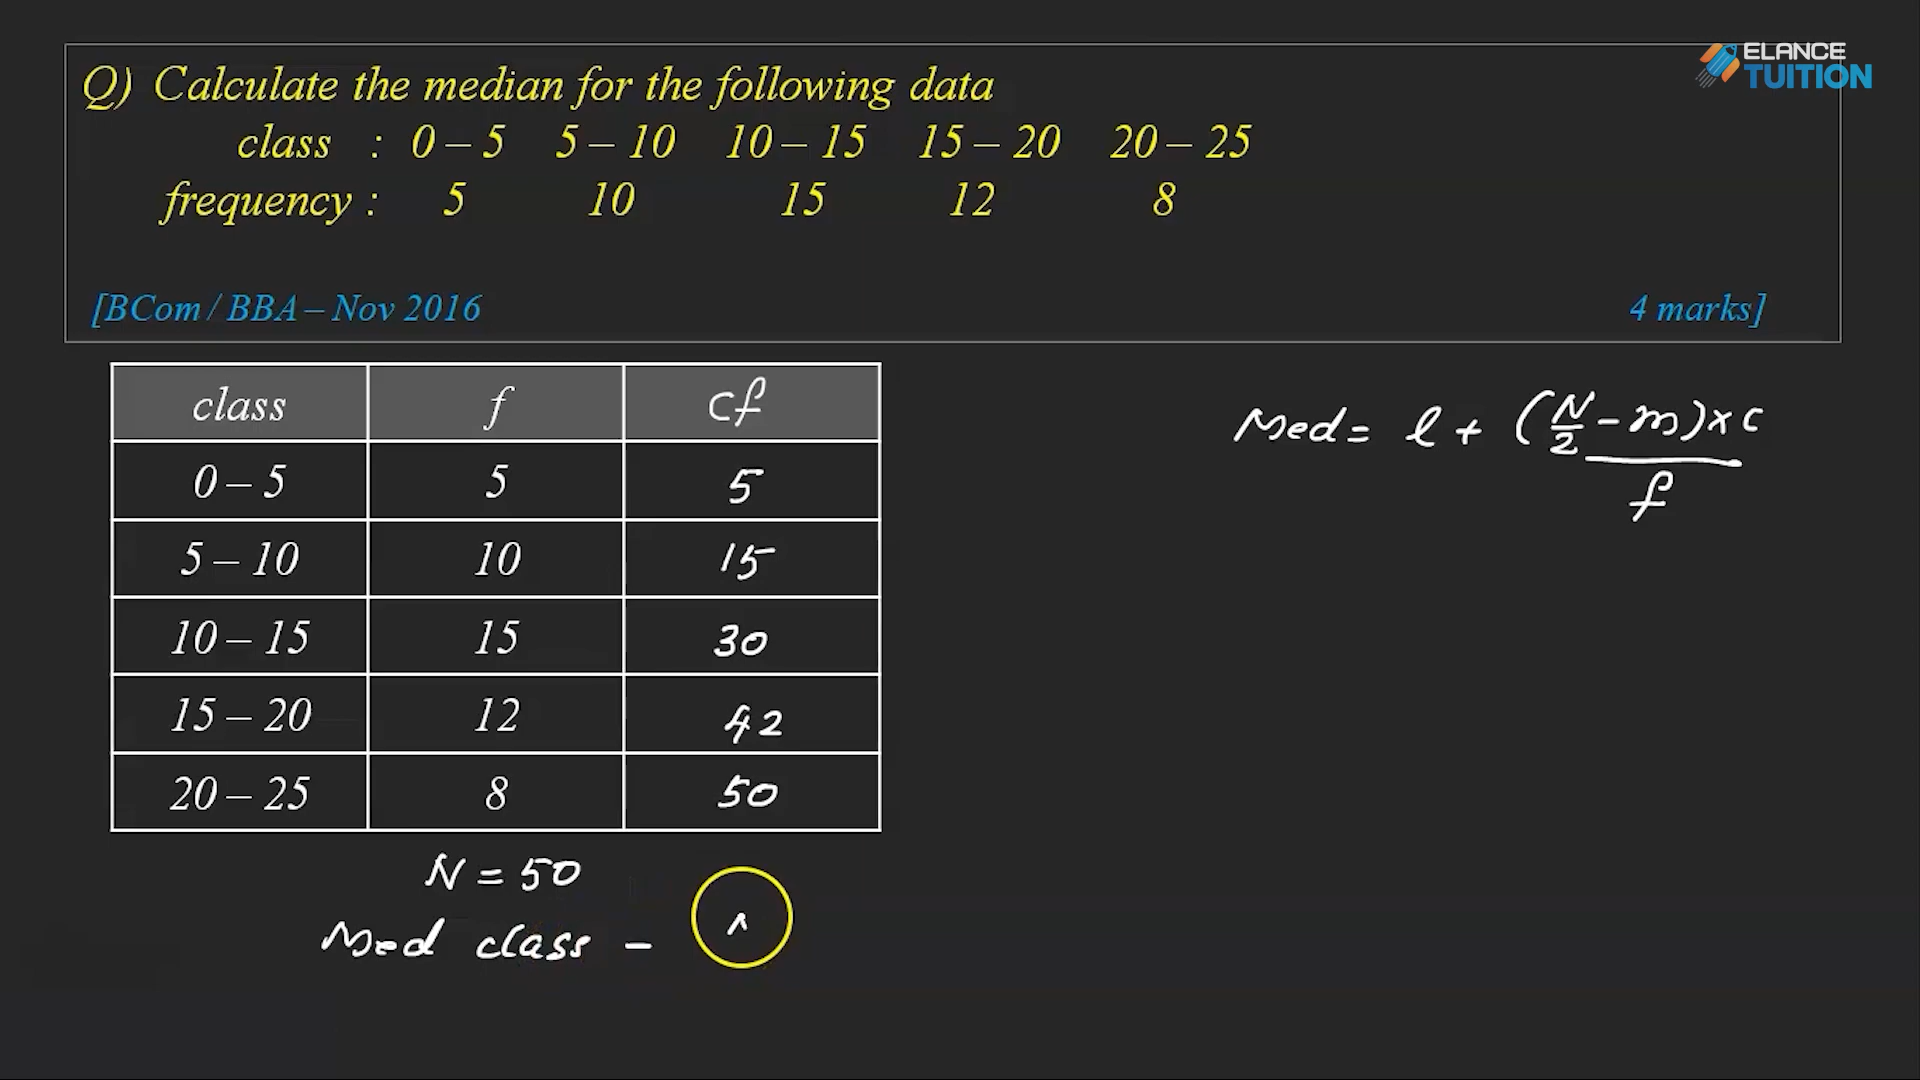 ELANCE
TUITION
Q) Calculate the median for the following data
class : 0 – 5 5 – 10 10 – 15 15 – 20 20 – 25
frequency : 5 10 15 12 8
[BCom / BBA – Nov 2016 4 marks]
class f cf
0 – 5 5 5
5 – 10 10 15
10 – 15 15 30
15 – 20 12 42
20 – 25 8 50
N = 50
Med class –
Med = l + (N/2 - m) × c / f